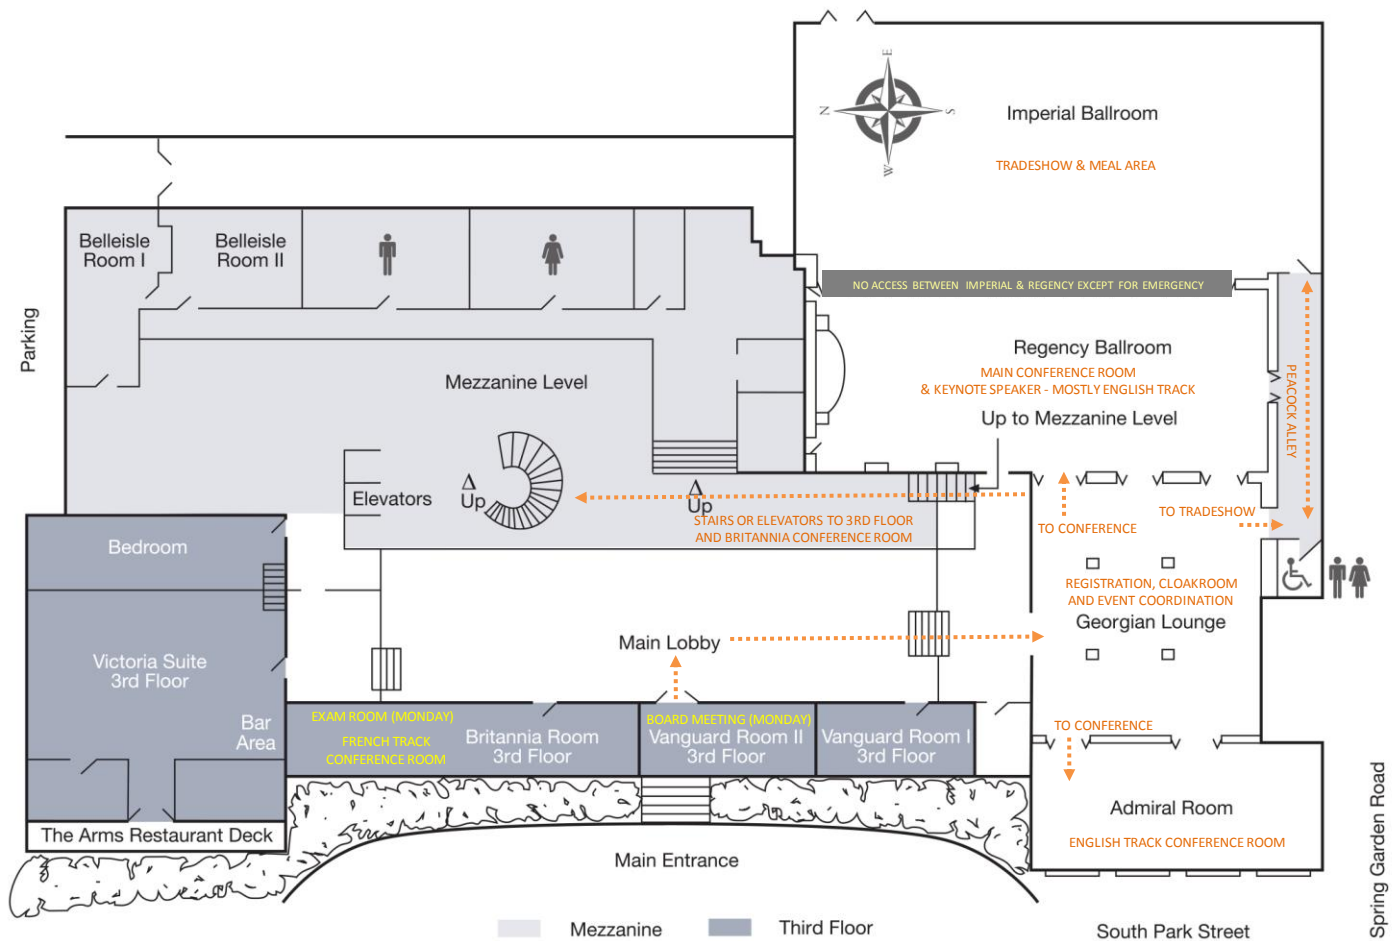 E
N
S
W
Imperial Ballroom
TRADESHOW & MEAL AREA
Belleisle
Room I
Belleisle
Room II
NO ACCESS BETWEEN IMPERIAL & REGENCY EXCEPT FOR EMERGENCY
Parking
Mezzanine Level
Regency Ballroom
MAIN CONFERENCE ROOM
& KEYNOTE SPEAKER - MOSTLY ENGLISH TRACK
Up to Mezzanine Level
PEACOCK ALLEY
Elevators
Δ
Up
Δ
Up
STAIRS OR ELEVATORS TO 3RD FLOOR
AND BRITANNIA CONFERENCE ROOM
TO CONFERENCE
TO TRADESHOW
Bedroom
REGISTRATION, CLOAKROOM
AND EVENT COORDINATION
Georgian Lounge
Main Lobby
Victoria Suite
3rd Floor
Bar
Area
EXAM ROOM (MONDAY)
FRENCH TRACK
CONFERENCE ROOM
Britannia Room
3rd Floor
BOARD MEETING (MONDAY)
Vanguard Room II
3rd Floor
Vanguard Room I
3rd Floor
TO CONFERENCE
Admiral Room
ENGLISH TRACK CONFERENCE ROOM
The Arms Restaurant Deck
Main Entrance
Mezzanine
Third Floor
South Park Street
Spring Garden Road